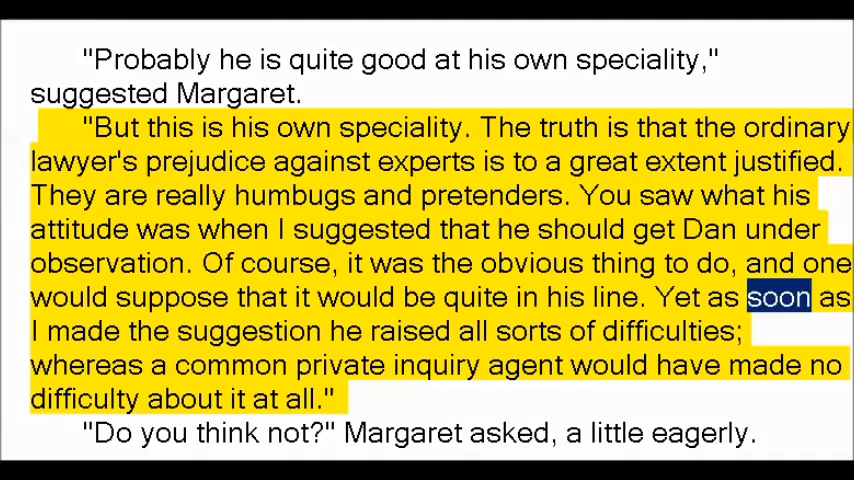 "Probably he is quite good at his own speciality,"
suggested Margaret.
"But this is his own speciality. The truth is that the ordinary
lawyer's prejudice against experts is to a great extent justified.
They are really humbugs and pretenders. You saw what his
attitude was when I suggested that he should get Dan under
observation. Of course, it was the obvious thing to do, and one
would suppose that it would be quite in his line. Yet as soon as
I made the suggestion he raised all sorts of difficulties;
whereas a common private inquiry agent would have made no
difficulty about it at all."
"Do you think not?" Margaret asked, a little eagerly.